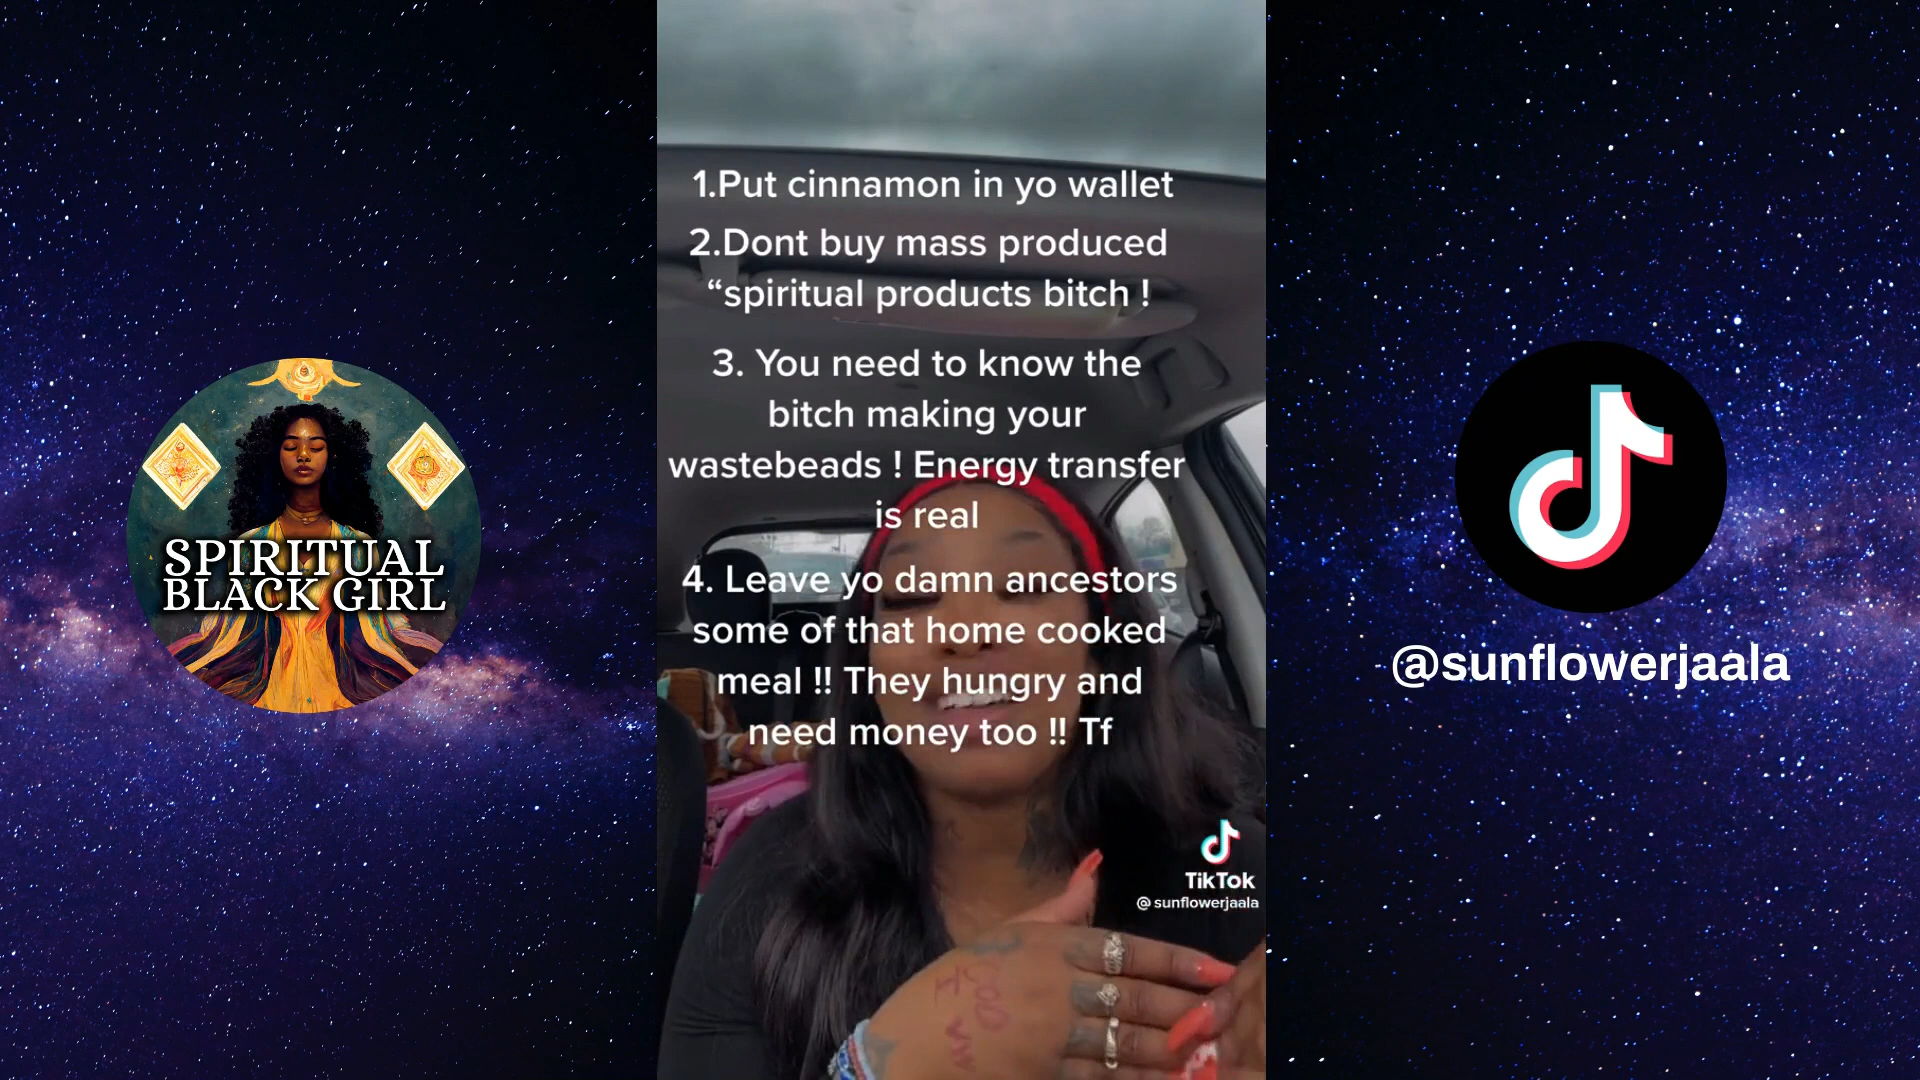 1.Put cinnamon in yo wallet
2.Dont buy mass produced
“spiritual products bitch !
3. You need to know the
bitch making your
wastebeads ! Energy transfer
is real
4. Leave yo damn ancestors
some of that home cooked
meal !! They hungry and
need money too !! Tf
SPIRITUAL
BLACK GIRL
@sunflowerjaala
TikTok
@sunflowerjaala